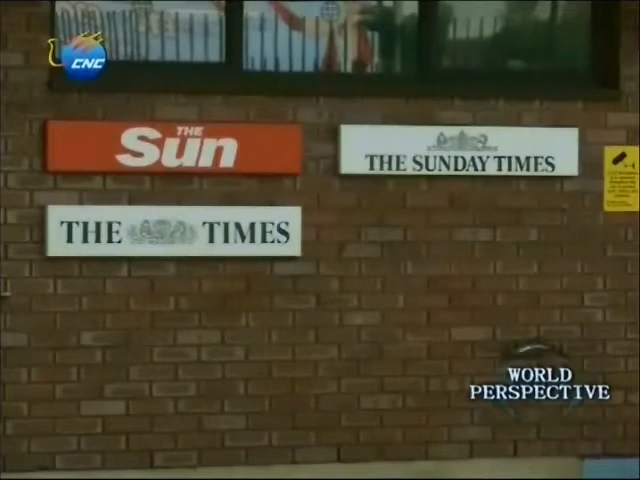 CNC
THE
Sun
THE SUNDAY TIMES
THE TIMES
WORLD
PERSPECTIVE